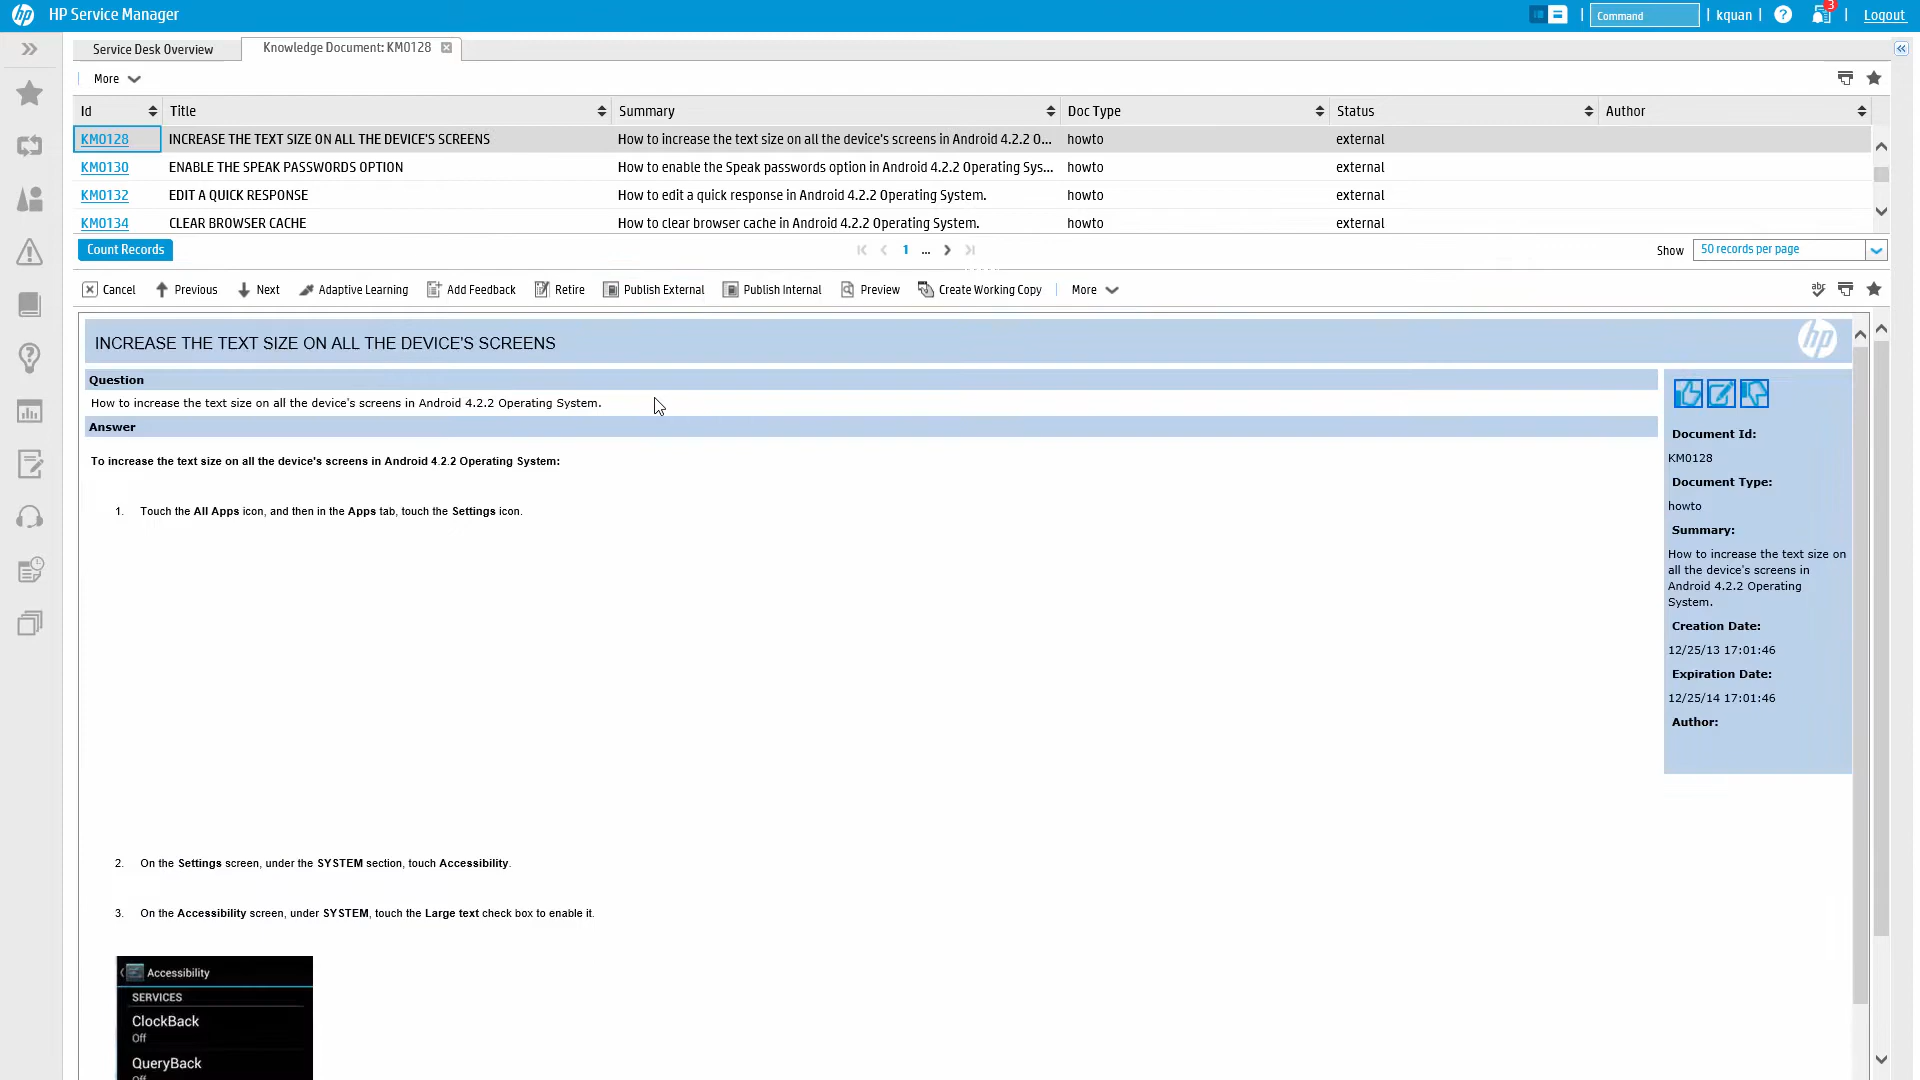 hp HP Service Manager Command kquan ? 3 Logout
Service Desk Overview Knowledge Document: KM0128
More
Id Title Summary Doc Type Status Author
KM0128 INCREASE THE TEXT SIZE ON ALL THE DEVICE'S SCREENS How to increase the text size on all the device's screens in Android 4.2.2 O... howto external
KM0130 ENABLE THE SPEAK PASSWORDS OPTION How to enable the Speak passwords option in Android 4.2.2 Operating Sys... howto external
KM0132 EDIT A QUICK RESPONSE How to edit a quick response in Android 4.2.2 Operating System. howto external
KM0134 CLEAR BROWSER CACHE How to clear browser cache in Android 4.2.2 Operating System. howto external
Count Records 1 ... Show 50 records per page
Cancel Previous Next Adaptive Learning Add Feedback Retire Publish External Publish Internal Preview Create Working Copy More abc
INCREASE THE TEXT SIZE ON ALL THE DEVICE'S SCREENS hp
Question
How to increase the text size on all the device's screens in Android 4.2.2 Operating System.
Answer
To increase the text size on all the device's screens in Android 4.2.2 Operating System:
1. Touch the All Apps icon, and then in the Apps tab, touch the Settings icon.
2. On the Settings screen, under the SYSTEM section, touch Accessibility.
3. On the Accessibility screen, under SYSTEM, touch the Large text check box to enable it.
Accessibility
SERVICES
ClockBack
Off
QueryBack
Off
Document Id:
KM0128
Document Type:
howto
Summary:
How to increase the text size on
all the device's screens in
Android 4.2.2 Operating
System.
Creation Date:
12/25/13 17:01:46
Expiration Date:
12/25/14 17:01:46
Author: